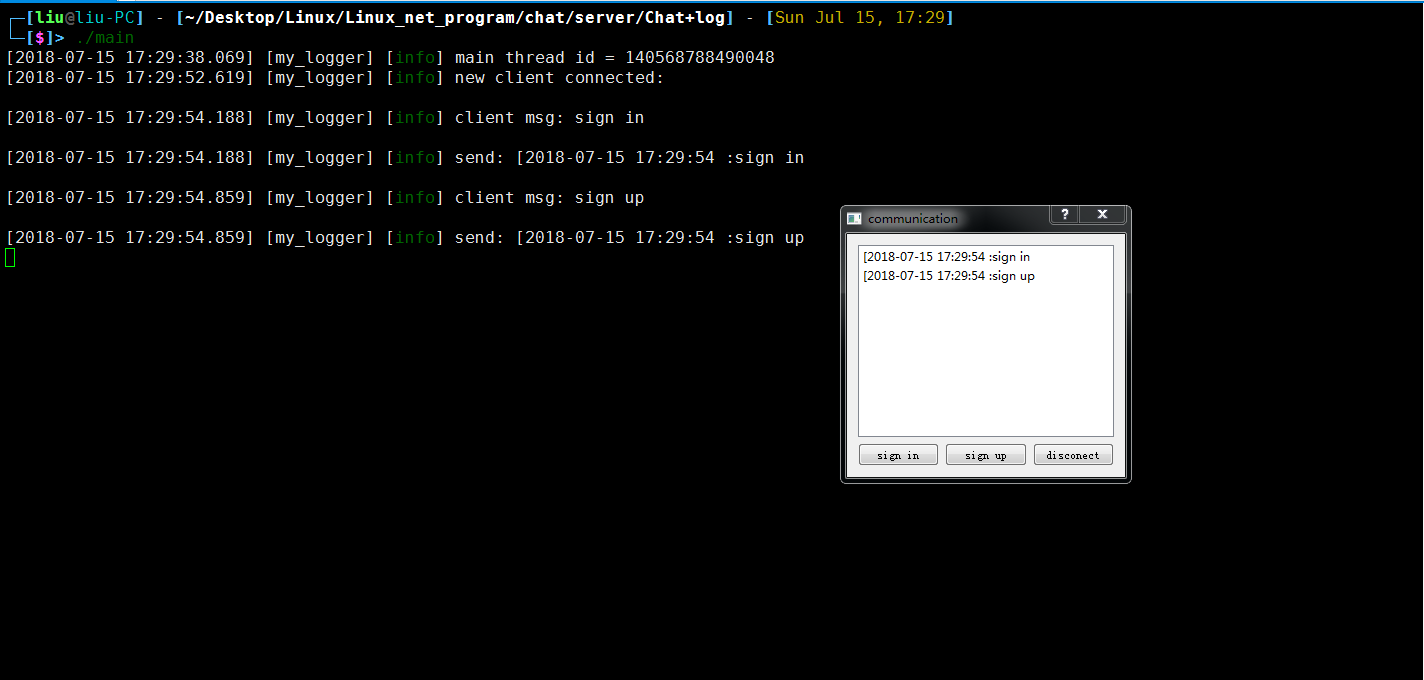 [liu@liu-PC] - [~/Desktop/Linux/Linux_net_program/chat/server/Chat+log] - [Sun Jul 15, 17:29]
[$]> ./main
[2018-07-15 17:29:38.069] [my_logger] [info] main thread id = 140568788490048
[2018-07-15 17:29:52.619] [my_logger] [info] new client connected:
[2018-07-15 17:29:54.188] [my_logger] [info] client msg: sign in
[2018-07-15 17:29:54.188] [my_logger] [info] send: [2018-07-15 17:29:54 :sign in
[2018-07-15 17:29:54.859] [my_logger] [info] client msg: sign up
[2018-07-15 17:29:54.859] [my_logger] [info] send: [2018-07-15 17:29:54 :sign up
communication
? X
[2018-07-15 17:29:54 :sign in
[2018-07-15 17:29:54 :sign up
sign in sign up disconect